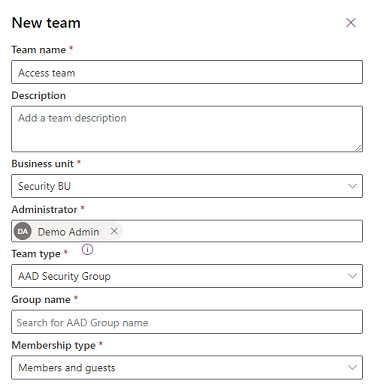 New team
Team name *
Access team
Description
Add a team description
Business unit *
Security BU
Administrator *
DA Demo Admin
Team type *
AAD Security Group
Group name *
Search for AAD Group name
Membership type *
Members and guests